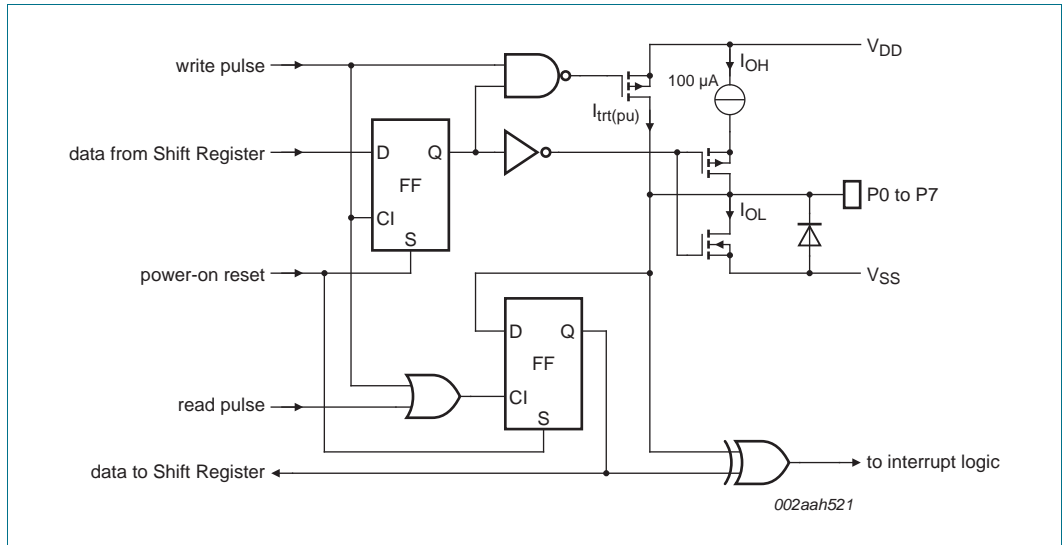 write pulse
V_DD
I_OH
100 µA
I_trt(pu)
data from Shift Register
D
Q
FF
CI
S
P0 to P7
I_OL
power-on reset
V_SS
D
Q
FF
CI
S
read pulse
data to Shift Register
to interrupt logic
002aah521